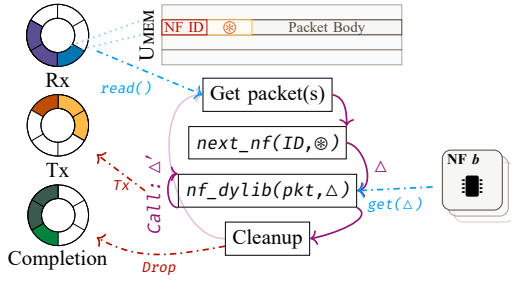 UMEM
NF ID ⊛ Packet Body
Rx
read()
Get packet(s)
next_nf(ID,⊛)
Tx
△
NF b
Call: △′
Tx
nf_dylib(pkt,△)
get(△)
Cleanup
Completion
Drop